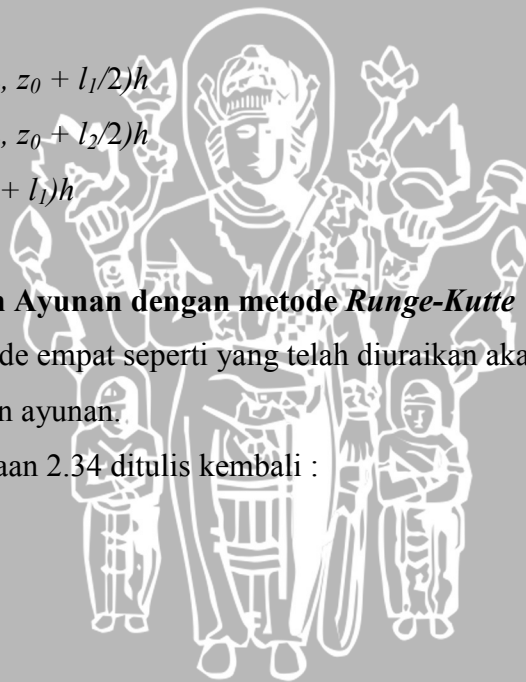 , z₀ + l₁/2)h
, z₀ + l₂/2)h
+ l₁)h
Ayunan dengan metode Runge-Kutte
de empat seperti yang telah diuraikan aka
n ayunan.
aan 2.34 ditulis kembali :